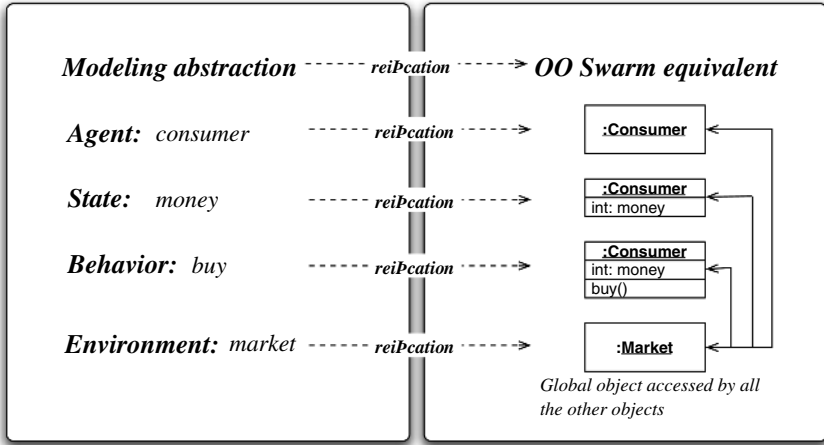 Modeling abstraction reiÞcation OO Swarm equivalent
Agent: consumer reiÞcation :Consumer
State: money reiÞcation :Consumer
int: money
Behavior: buy reiÞcation :Consumer
int: money
buy()
Environment: market reiÞcation :Market
Global object accessed by all
the other objects